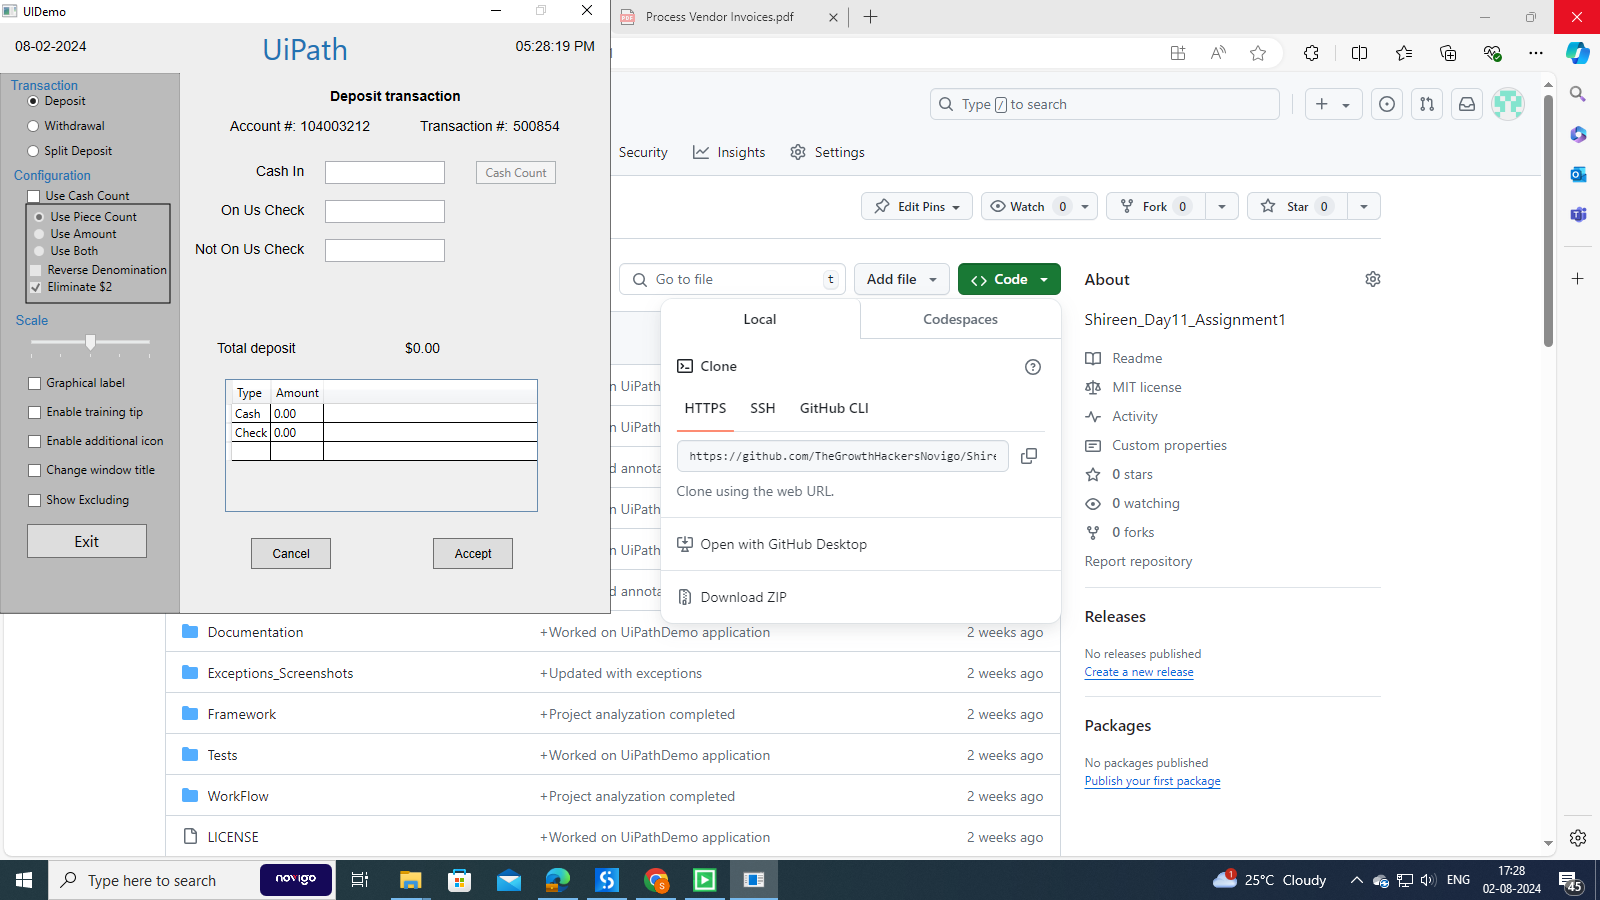 UIDemo
08-02-2024
UiPath
05:28:19 PM
Transaction
Deposit
Withdrawal
Split Deposit
Configuration
Use Cash Count
Use Piece Count
Use Amount
Use Both
Reverse Denomination
Eliminate $2
Scale
Graphical label
Enable training tip
Enable additional icon
Change window title
Show Excluding
Exit
Deposit transaction
Account #: 104003212
Transaction #: 500854
Cash In
Cash Count
On Us Check
Not On Us Check
Total deposit
$0.00
Type Amount
Cash 0.00
Check 0.00
Cancel
Accept
Process Vendor Invoices.pdf
Type / to search
Security
Insights
Settings
Edit Pins
Watch 0
Fork 0
Star 0
Go to file
t
Add file
Code
Local
Codespaces
Clone
HTTPS
SSH
GitHub CLI
https://github.com/TheGrowthHackersNovigo/Shire
Clone using the web URL.
Open with GitHub Desktop
Download ZIP
n UiPath
n UiPath
d annota
n UiPath
n UiPath
d annota
Documentation
+Worked on UiPathDemo application
2 weeks ago
Exceptions_Screenshots
+Updated with exceptions
2 weeks ago
Framework
+Project analyzation completed
2 weeks ago
Tests
+Worked on UiPathDemo application
2 weeks ago
WorkFlow
+Project analyzation completed
2 weeks ago
LICENSE
+Worked on UiPathDemo application
2 weeks ago
About
Shireen_Day11_Assignment1
Readme
MIT license
Activity
Custom properties
0 stars
0 watching
0 forks
Report repository
Releases
No releases published
Create a new release
Packages
No packages published
Publish your first package
Type here to search
novigo
S
1
25°C Cloudy
ENG
17:28
02-08-2024
45